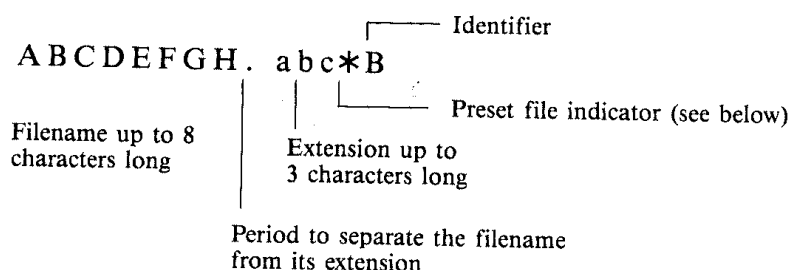 Identifier
ABCDEFGH. abc*B
Preset file indicator (see below)
Filename up to 8
characters long
Extension up to
3 characters long
Period to separate the filename
from its extension